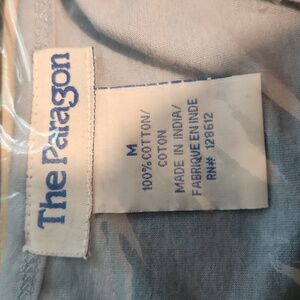 The Paragon
M
100% COTTON/
COTON
MADE IN INDIA/
FABRIQUE EN INDE
RN# 128612